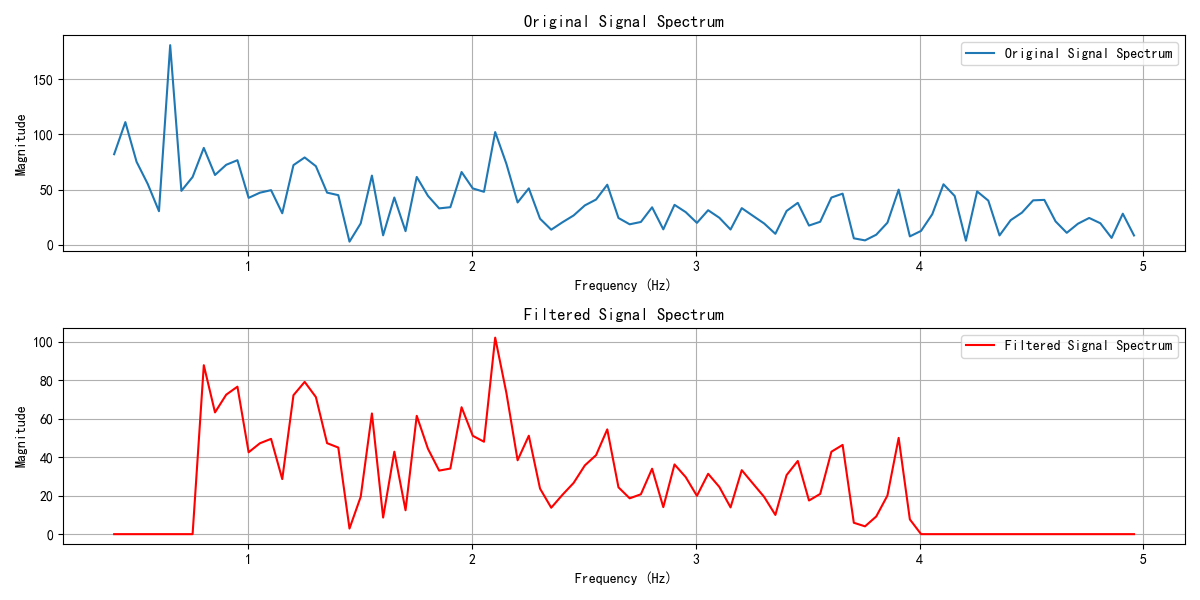 Original Signal Spectrum
Original Signal Spectrum
Magnitude
150
100
50
0
1 2 3 4 5
Frequency (Hz)
Filtered Signal Spectrum
Filtered Signal Spectrum
Magnitude
100
80
60
40
20
0
1 2 3 4 5
Frequency (Hz)